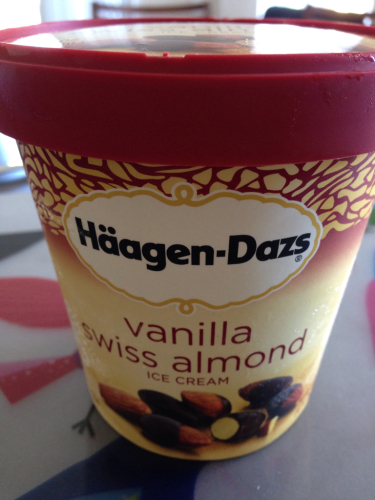 Häagen-Dazs®
vanilla
swiss almond
ICE CREAM